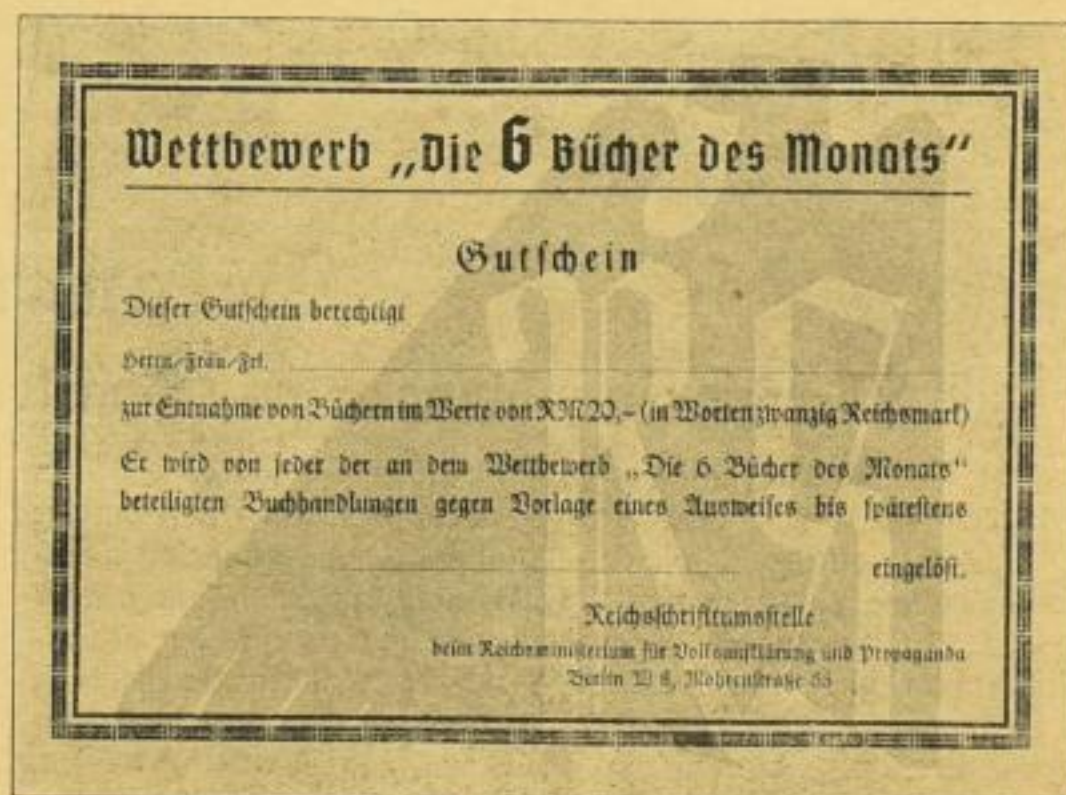 Wettbewerb „Die 6 Bücher des Monats“
Gutschein
Dieser Gutschein berechtigt
Herrn/Frau/Frl.
zur Entnahme von Büchern im Werte von RM 20,– (in Worten zwanzig Reichsmark)
Er wird von jeder der an dem Wettbewerb „Die 6 Bücher des Monats“
beteiligten Buchhandlungen gegen Vorlage eines Ausweises bis spätestens
eingelöst.
Reichsschrifttumsstelle
beim Reichsministerium für Volksaufklärung und Propaganda
Berlin W 8, Mohrenstraße